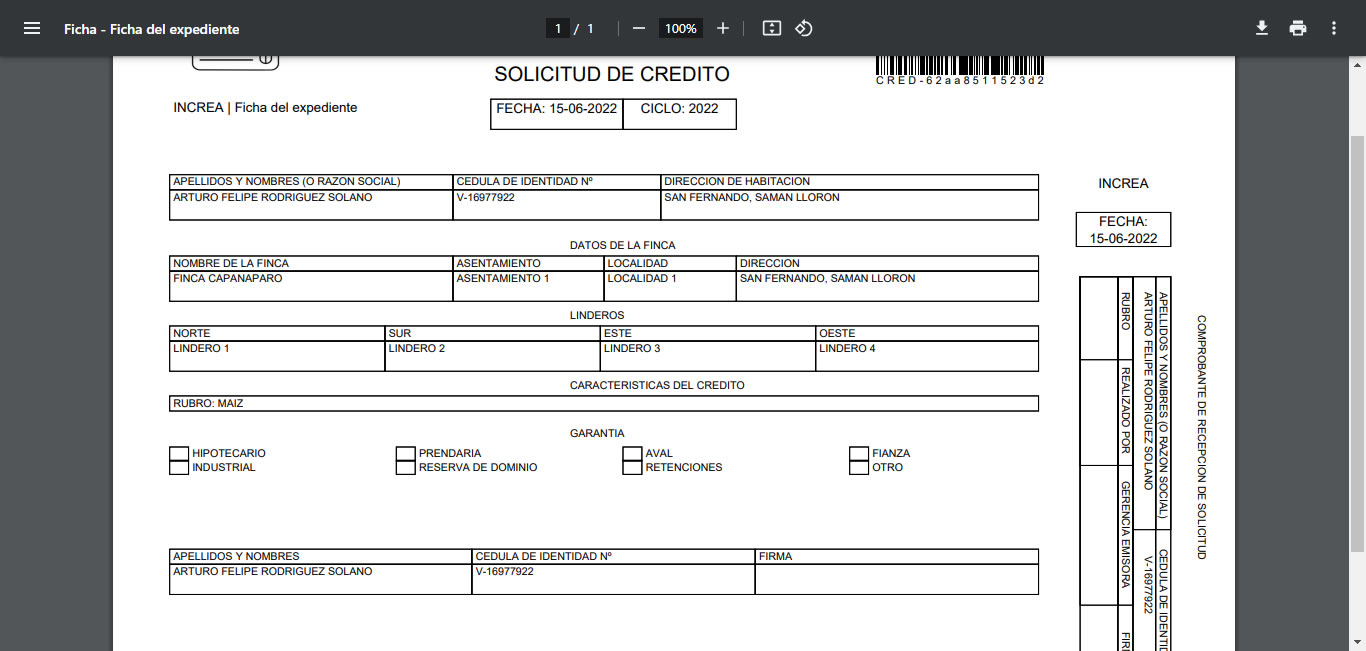 Ficha - Ficha del expediente
1 / 1
100%
SOLICITUD DE CREDITO
CRED-62aa8511523d2
INCREA | Ficha del expediente
FECHA: 15-06-2022 CICLO: 2022
APELLIDOS Y NOMBRES (O RAZON SOCIAL) CEDULA DE IDENTIDAD Nº DIRECCION DE HABITACION
ARTURO FELIPE RODRIGUEZ SOLANO V-16977922 SAN FERNANDO, SAMAN LLORON
DATOS DE LA FINCA
NOMBRE DE LA FINCA ASENTAMIENTO LOCALIDAD DIRECCION
FINCA CAPANAPARO ASENTAMIENTO 1 LOCALIDAD 1 SAN FERNANDO, SAMAN LLORON
LINDEROS
NORTE SUR ESTE OESTE
LINDERO 1 LINDERO 2 LINDERO 3 LINDERO 4
CARACTERISTICAS DEL CREDITO
RUBRO: MAIZ
GARANTIA
HIPOTECARIO PRENDARIA AVAL FIANZA
INDUSTRIAL RESERVA DE DOMINIO RETENCIONES OTRO
APELLIDOS Y NOMBRES CEDULA DE IDENTIDAD Nº FIRMA
ARTURO FELIPE RODRIGUEZ SOLANO V-16977922
INCREA
FECHA:
15-06-2022
COMPROBANTE DE RECEPCION DE SOLICITUD
APELLIDOS Y NOMBRES (O RAZON SOCIAL) CEDULA DE IDENTID
ARTURO FELIPE RODRIGUEZ SOLANO V-16977922
RUBRO REALIZADO POR GERENCIA EMISORA FIR